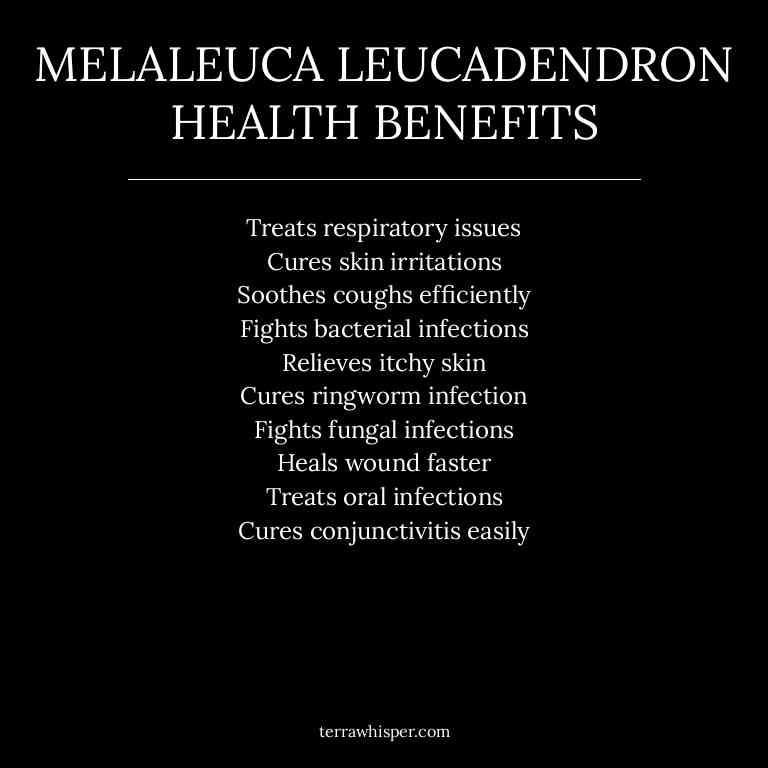 MELALEUCA LEUCADENDRON
HEALTH BENEFITS
Treats respiratory issues
Cures skin irritations
Soothes coughs efficiently
Fights bacterial infections
Relieves itchy skin
Cures ringworm infection
Fights fungal infections
Heals wound faster
Treats oral infections
Cures conjunctivitis easily
terrawhisper.com